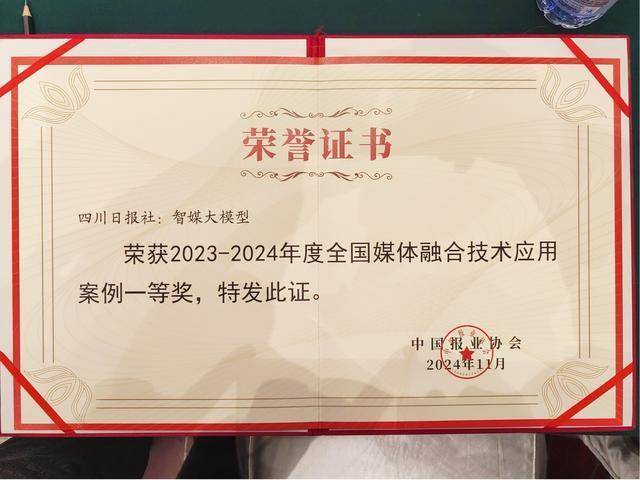 荣誉证书
四川日报社：智媒大模型
荣获2023-2024年度全国媒体融合技术应用
案例一等奖，特发此证。
中国报业协会
2024年11月